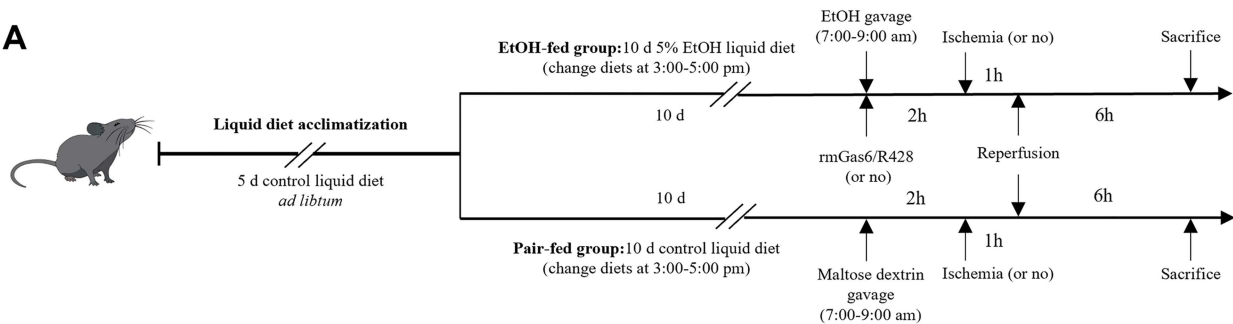 A
EtOH gavage
(7:00-9:00 am)
Ischemia (or no)
Sacrifice
EtOH-fed group:10 d 5% EtOH liquid diet
(change diets at 3:00-5:00 pm)
1h
10 d
2h
6h
Liquid diet acclimatization
5 d control liquid diet
ad libtum
rmGas6/R428
(or no)
Reperfusion
10 d
2h
6h
1h
Pair-fed group:10 d control liquid diet
(change diets at 3:00-5:00 pm)
Maltose dextrin
gavage
(7:00-9:00 am)
Ischemia (or no)
Sacrifice